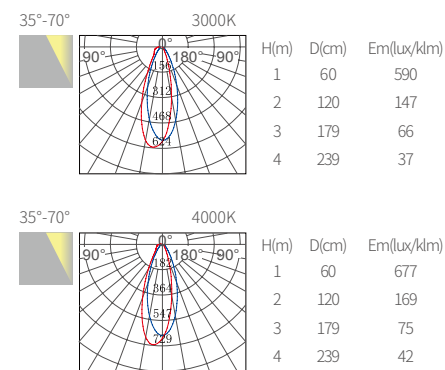 35°-70° 3000K
0°
90° 180° 90°
156
312
468
624
H(m) D(cm) Em(lux/klm)
1 60 590
2 120 147
3 179 66
4 239 37
35°-70° 4000K
0°
90° 180° 90°
182
364
547
729
H(m) D(cm) Em(lux/klm)
1 60 677
2 120 169
3 179 75
4 239 42